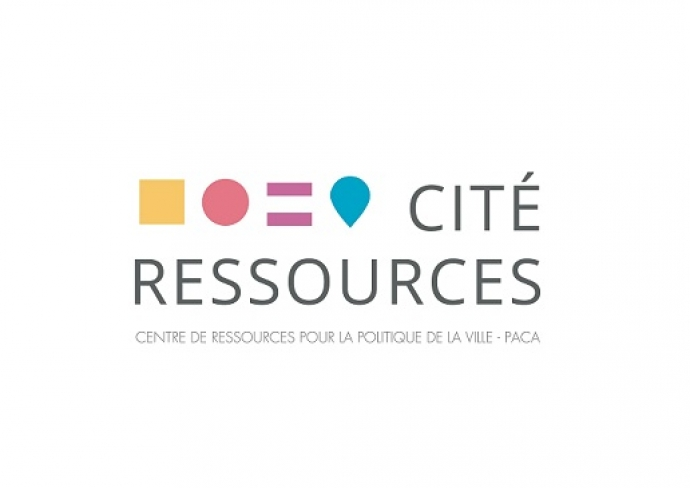 CITÉ
RESSOURCES
CENTRE DE RESSOURCES POUR LA POLITIQUE DE LA VILLE - PACA